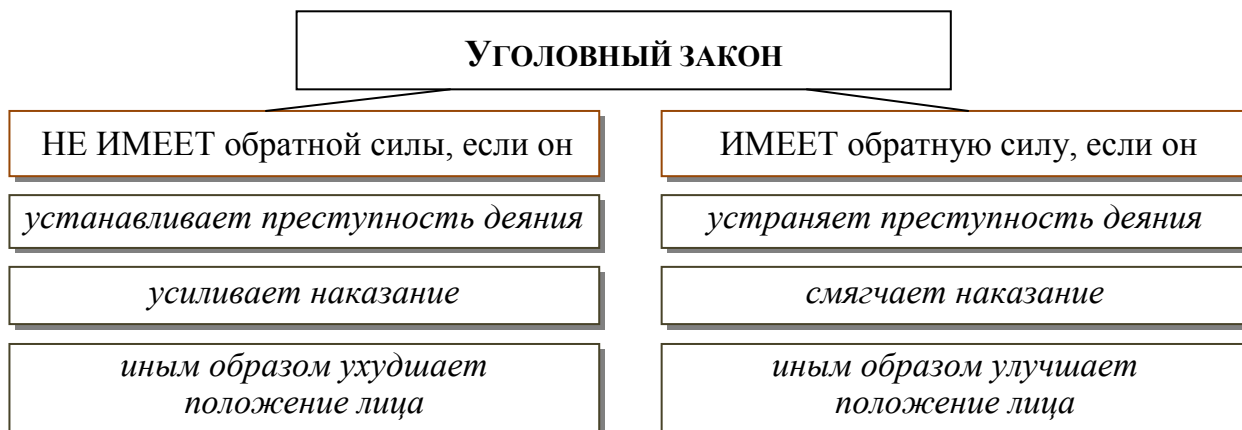 УГОЛОВНЫЙ ЗАКОН
НЕ ИМЕЕТ обратной силы, если он
устанавливает преступность деяния
усиливает наказание
иным образом ухудшает
положение лица
ИМЕЕТ обратную силу, если он
устраняет преступность деяния
смягчает наказание
иным образом улучшает
положение лица